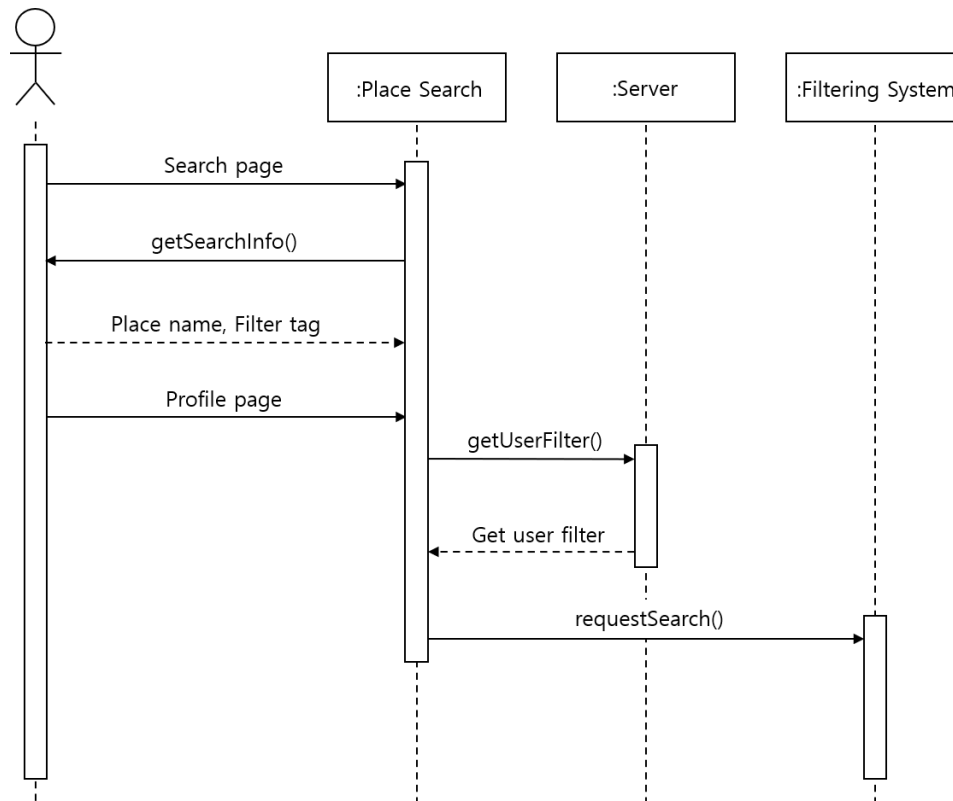 :Place Search
:Server
:Filtering System
Search page
getSearchInfo()
Place name, Filter tag
Profile page
getUserFilter()
Get user filter
requestSearch()